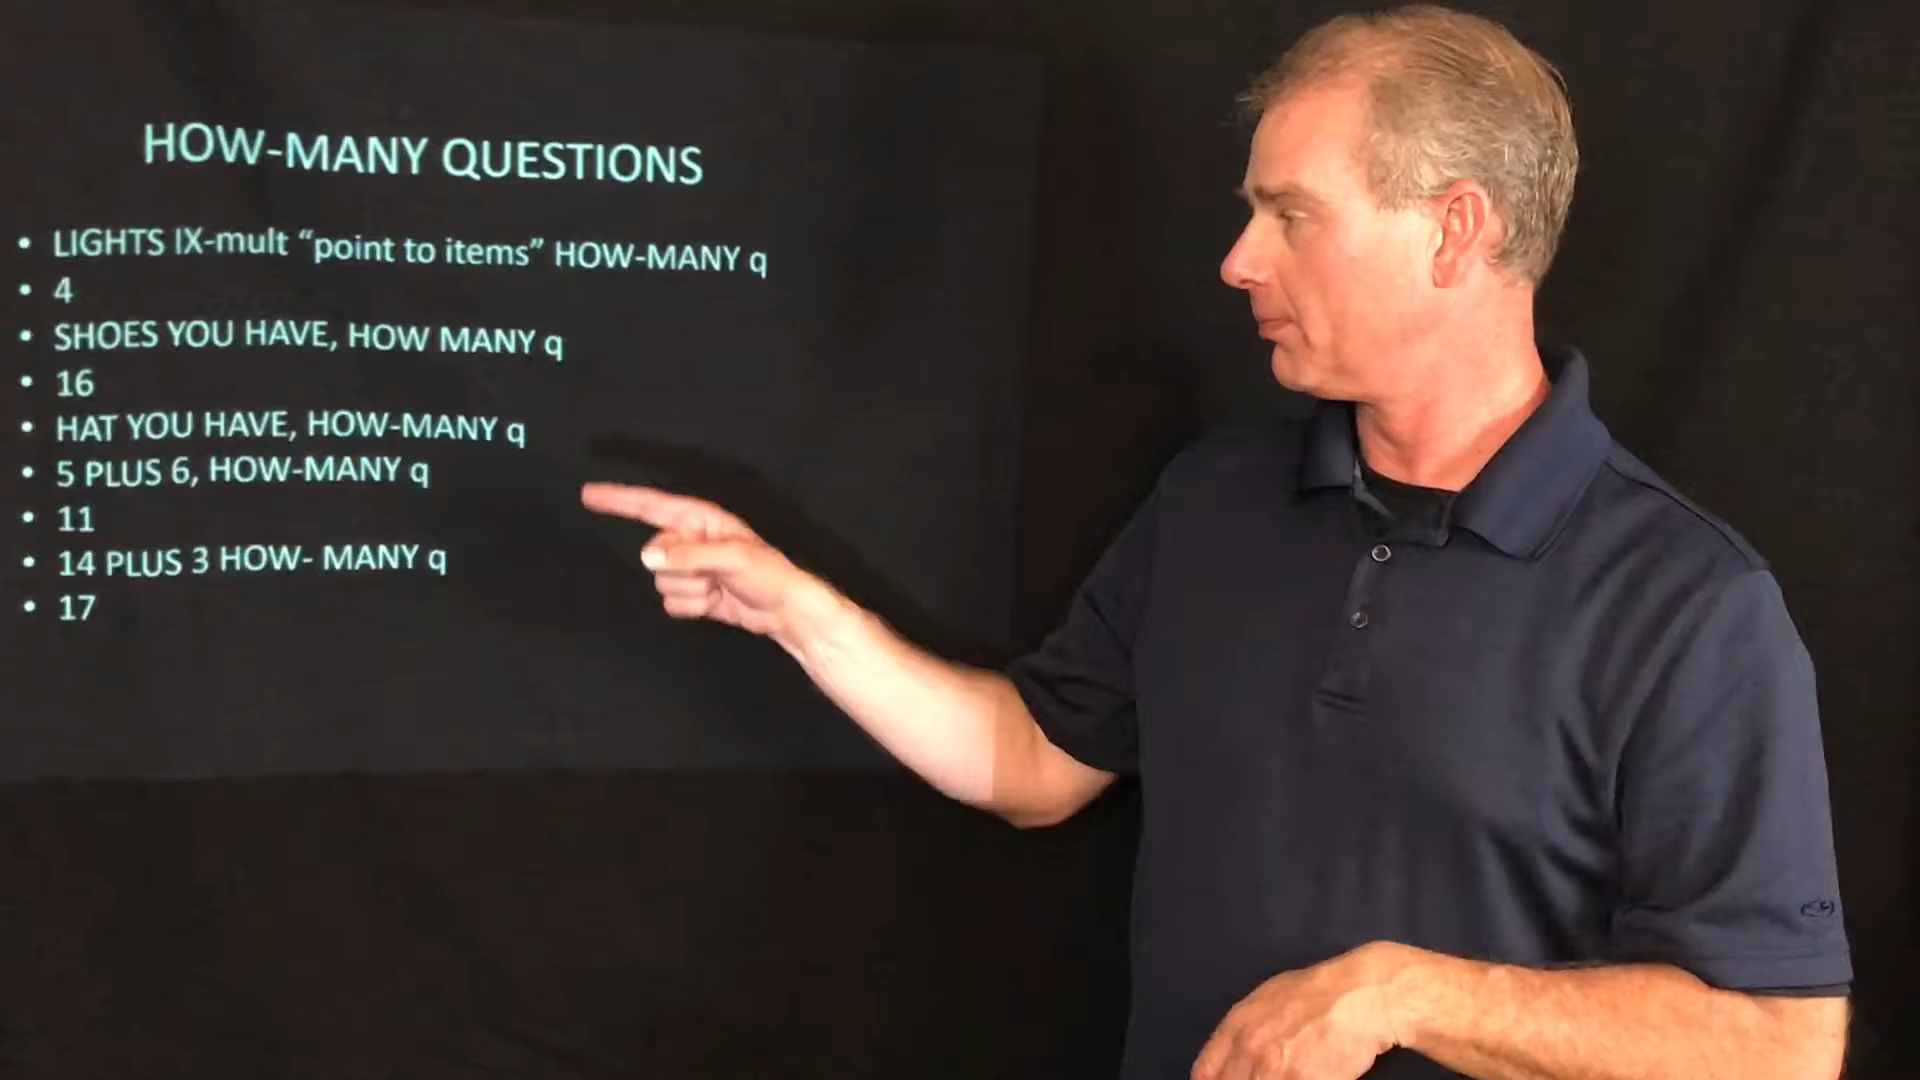 HOW-MANY QUESTIONS
• LIGHTS IX-mult “point to items” HOW-MANY q
• 4
• SHOES YOU HAVE, HOW MANY q
• 16
• HAT YOU HAVE, HOW-MANY q
• 5 PLUS 6, HOW-MANY q
• 11
• 14 PLUS 3 HOW- MANY q
• 17